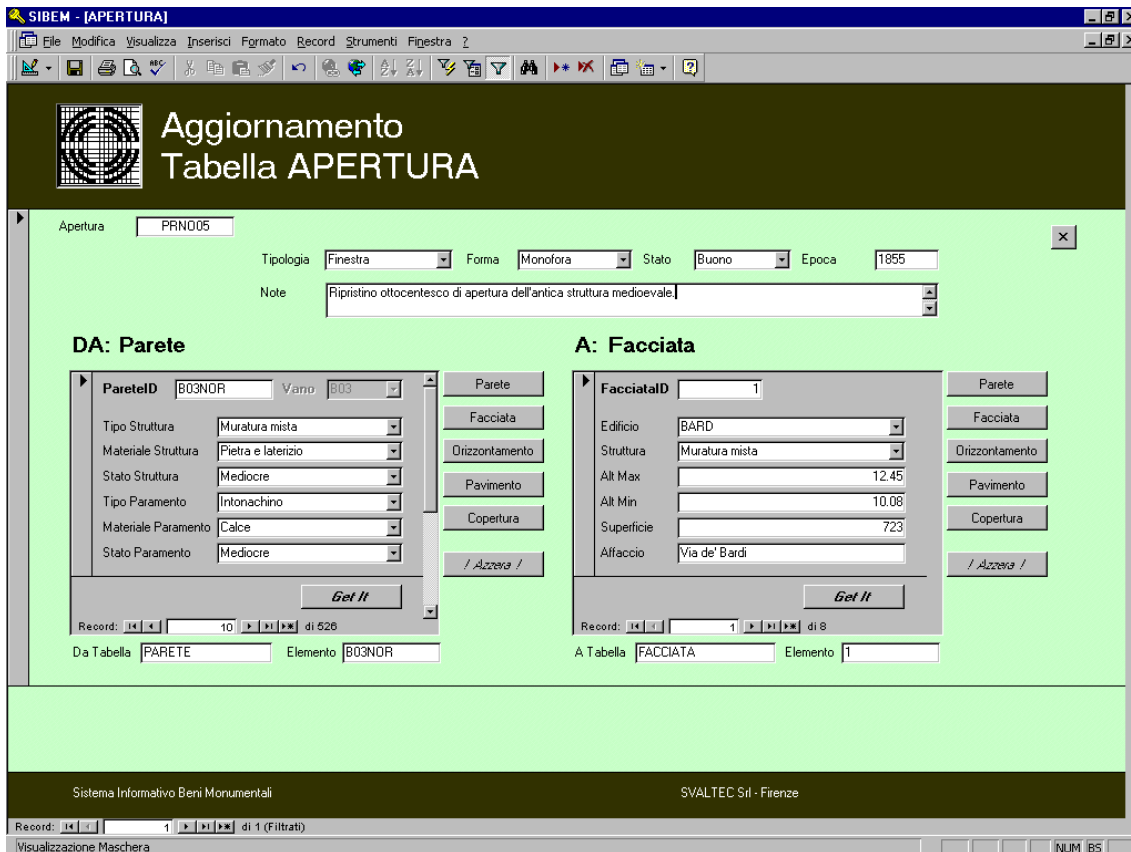 SIBEM - [APERTURA]
File Modifica Visualizza Inserisci Formato Record Strumenti Finestra ?
Aggiornamento
Tabella APERTURA
Apertura PRNO05
Tipologia Finestra Forma Monofora Stato Buono Epoca 1855
Note Ripristino ottocentesco di apertura dell'antica struttura medioevale.
DA: Parete
PareteID B03NOR Vano B03
Tipo Struttura Muratura mista
Materiale Struttura Pietra e laterizio
Stato Struttura Mediocre
Tipo Paramento Intonachino
Materiale Paramento Calce
Stato Paramento Mediocre
Get It
Record: 10 di 526
Parete
Facciata
Orizzontamento
Pavimento
Copertura
! Azzera !
Da Tabella PARETE Elemento B03NOR
A: Facciata
FacciataID 1
Edificio BARD
Struttura Muratura mista
Alt Max 12.45
Alt Min 10.08
Superficie 723
Affaccio Via de' Bardi
Get It
Record: 1 di 8
Parete
Facciata
Orizzontamento
Pavimento
Copertura
! Azzera !
A Tabella FACCIATA Elemento 1
Sistema Informativo Beni Monumentali SVALTEC Srl - Firenze
Record: 1 di 1 (Filtrati)
Visualizzazione Maschera NUM BS